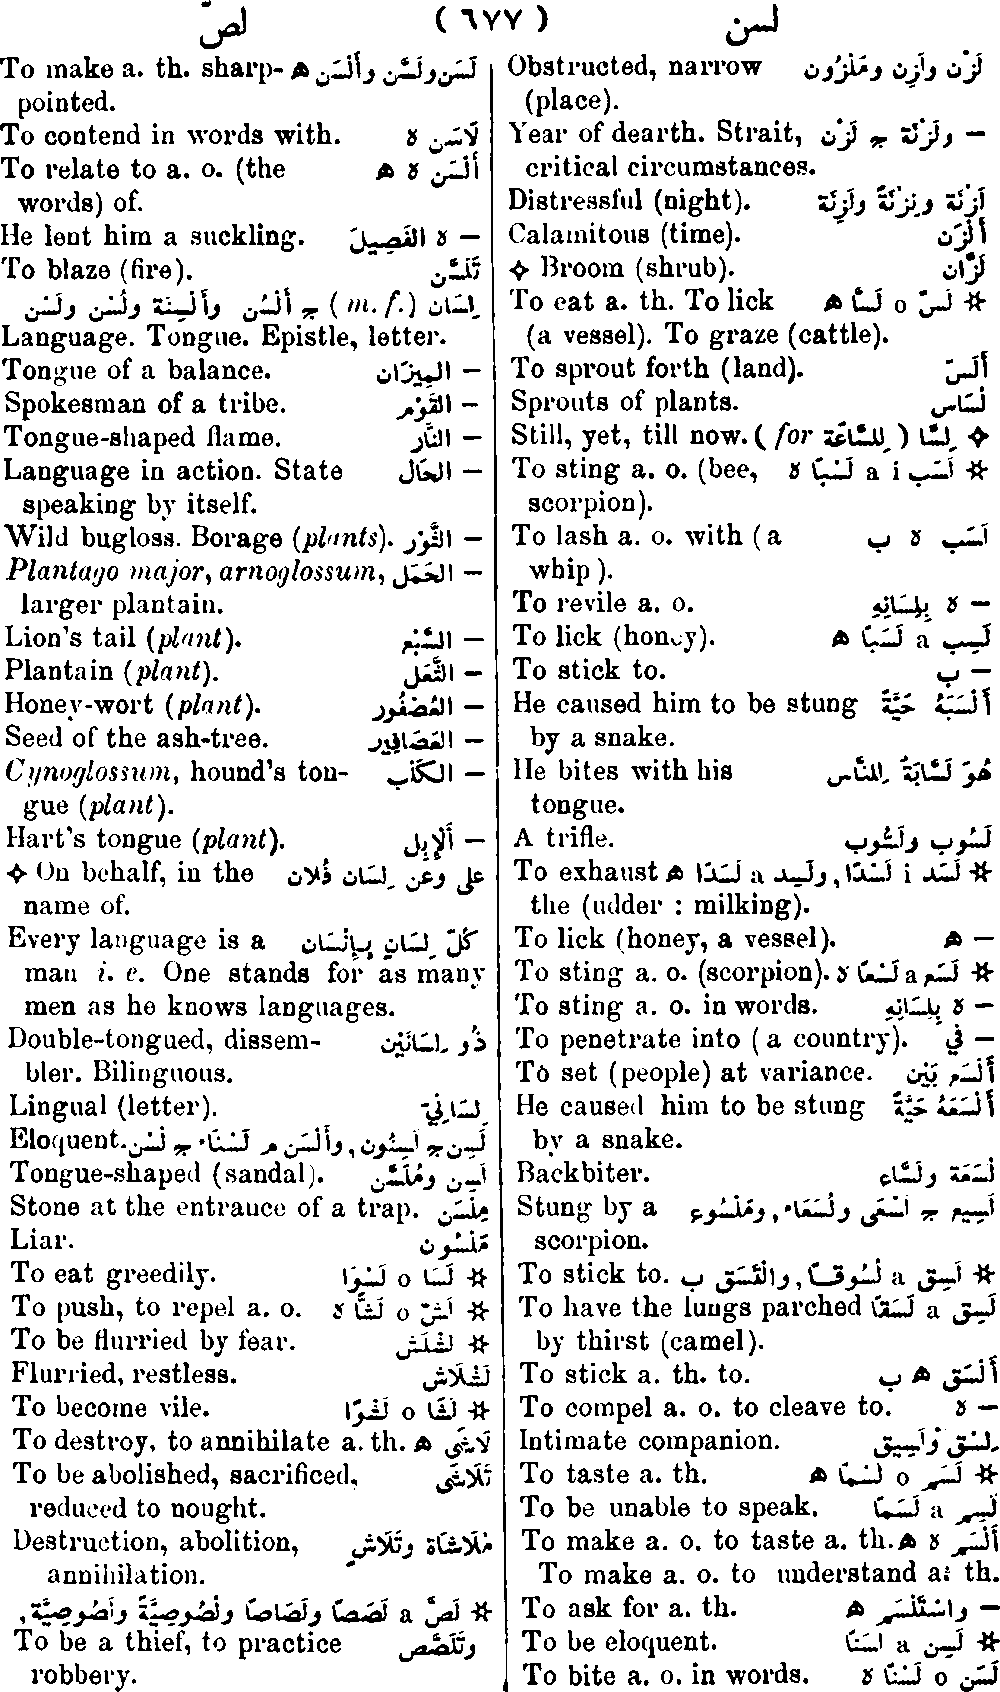 لسن ( ٦٧٧ ) لصّ
Obstructed, narrow لَزْن ولَزِن ومَلْزُون
(place).
Year of dearth. Strait, — ولَزْنَة ج لَزْن
critical circumstances.
Distressful (night). لَزْنَة ولِزْنَةٌ ولَزِنَة
Calamitous (time). أَلْزَن
✧ Broom (shrub). لَزَّان
To eat a. th. To lick ✲ لَسّ o لَسًّا ه
(a vessel). To graze (cattle).
To sprout forth (land). أَلَسّ
Sprouts of plants. لُسَاس
Still, yet, till now. ✧ لِسَّا ( for لِلسَّاعَة )
To sting a. o. (bee, ✲ لَسَب a i لَسْبًا ه
scorpion).
To lash a. o. with (a لَسَب ه ب
whip ).
To revile a. o. — ه بِلِسَانِهِ
To lick (honey). لَسِب a لَسَبًا ه
To stick to. — ب
He caused him to be stung أَلْسَبَهُ حَيَّةً
by a snake.
He bites with his هُوَ لَسَّابَةٌ لِلنَّاس
tongue.
A trifle. لَسُوب ولَسُّوب
To exhaust ✲ لَسَد i لَسْدًا, ولَسِد a لَسَدًا ه
the (udder : milking).
To lick (honey, a vessel). — ه
To sting a. o. (scorpion). ✲ لَسَع a لَسْعًا ه
To sting a. o. in words. — ه بِلِسَانِهِ
To penetrate into ( a country). — في
To set (people) at variance. أَلْسَع بَيْن
He caused him to be stung أَلْسَعَهُ حَيَّةً
by a snake.
Backbiter. لُسَعَة ولَسَّاع
Stung by a لَسِيع ج لَسْعَى ولُسَعَاء, ومَلْسُوع
scorpion.
To stick to. ✲ لَسِق a لُسُوقًا, والْتَسَق ب
To have the lungs parched لَسِق a لَسَقًا
by thirst (camel).
To stick a. th. to. أَلْسَق ه ب
To compel a. o. to cleave to. — ه
Intimate companion. لِسْق ولَسِيق
To taste a. th. ✲ لَسَم o لَسْمًا ه
To be unable to speak. لَسِم a لَسَمًا
To make a. o. to taste a. th. أَلْسَم ه ه
To make a. o. to understand a. th.
To ask for a. th. — واسْتَلْسَم ه
To be eloquent. ✲ لَسِن a لَسَنًا
To bite a. o. in words. لَسَن o لَسْنًا ه
To make a. th. sharp- لَسَن ولَسَّن وأَلْسَن ه
pointed.
To contend in words with. لَاسَن ه
To relate to a. o. (the أَلْسَن ه ه
words) of.
He lent him a suckling. — ه الفَصِيلَ
To blaze (fire). تَلَسَّن
لِسَان (m. f.) ج أَلْسُن وأَلْسِنَة ولُسُن ولُسْن
Language. Tongue. Epistle, letter.
Tongue of a balance. — المِيزَان
Spokesman of a tribe. — القَوْم
Tongue-shaped flame. — النَّار
Language in action. State — الحَال
speaking by itself.
Wild bugloss. Borage (plants). — الثَّوْر
Plantago major, arnoglossum, — الحَمَل
larger plantain.
Lion's tail (plant). — السَّبُع
Plantain (plant). — الثَّعَل
Honey-wort (plant). — العُصْفُور
Seed of the ash-tree. — العَصَافِير
Cynoglossum, hound's ton- — الكَلْب
gue (plant).
Hart's tongue (plant). — أَلْإِبِل
✧ On behalf, in the على وعَن لِسَان فُلَان
name of.
Every language is a كُلّ لِسَانٍ بِإِنْسَان
man i. e. One stands for as many
men as he knows languages.
Double-tongued, dissem- ذُو لِسَانَيْن
bler. Bilinguous.
Lingual (letter). لِسَانِيّ
Eloquent. لَسِن ج لَسِنُون, وأَلْسَن م لَسْنَاء ج لُسْن
Tongue-shaped (sandal). لَسِن ومُلَسَّن
Stone at the entrance of a trap. مِلْسَن
Liar. مَلْسُون
To eat greedily. ✲ لَسَا o لَسْوًا
To push, to repel a. o. ✲ لَشّ o لَشًّا ه
To be flurried by fear. ✲ لَشْلَش
Flurried, restless. لَشْلَاش
To become vile. ✲ لَشَا o لَشْوًا
To destroy, to annihilate a. th. لَاشَى ه
To be abolished, sacrificed, تَلَاشَى
reduced to nought.
Destruction, abolition, مُلَاشَاة وتَلَاشٍ
annihilation.
✲ لَصّ a لَصَصًا ولَصَاصًا ولُصُوصِيَّةً ولَصُوصِيَّة,
To be a thief, to practice وتَلَصَّص
robbery.